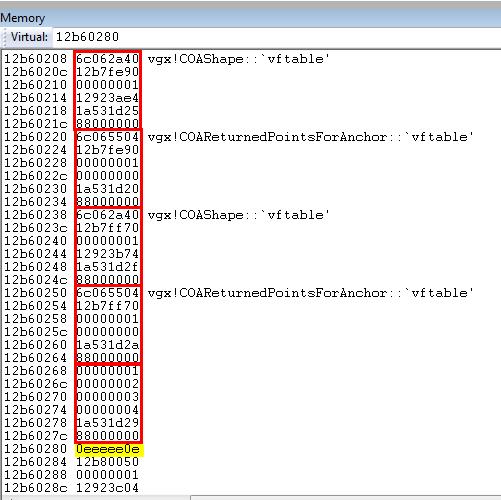 Memory
Virtual: 12b60280
12b60208 6c062a40 vgx!COAShape::`vftable'
12b6020c 12b7fe90
12b60210 00000001
12b60214 12923ae4
12b60218 1a531d25
12b6021c 88000000
12b60220 6c065504 vgx!COAReturnedPointsForAnchor::`vftable'
12b60224 12b7fe90
12b60228 00000001
12b6022c 00000000
12b60230 1a531d20
12b60234 88000000
12b60238 6c062a40 vgx!COAShape::`vftable'
12b6023c 12b7ff70
12b60240 00000001
12b60244 12923b74
12b60248 1a531d2f
12b6024c 88000000
12b60250 6c065504 vgx!COAReturnedPointsForAnchor::`vftable'
12b60254 12b7ff70
12b60258 00000001
12b6025c 00000000
12b60260 1a531d2a
12b60264 88000000
12b60268 00000001
12b6026c 00000002
12b60270 00000003
12b60274 00000004
12b60278 1a531d29
12b6027c 88000000
12b60280 0eeeee0e
12b60284 12b80050
12b60288 00000001
12b6028c 12923c04